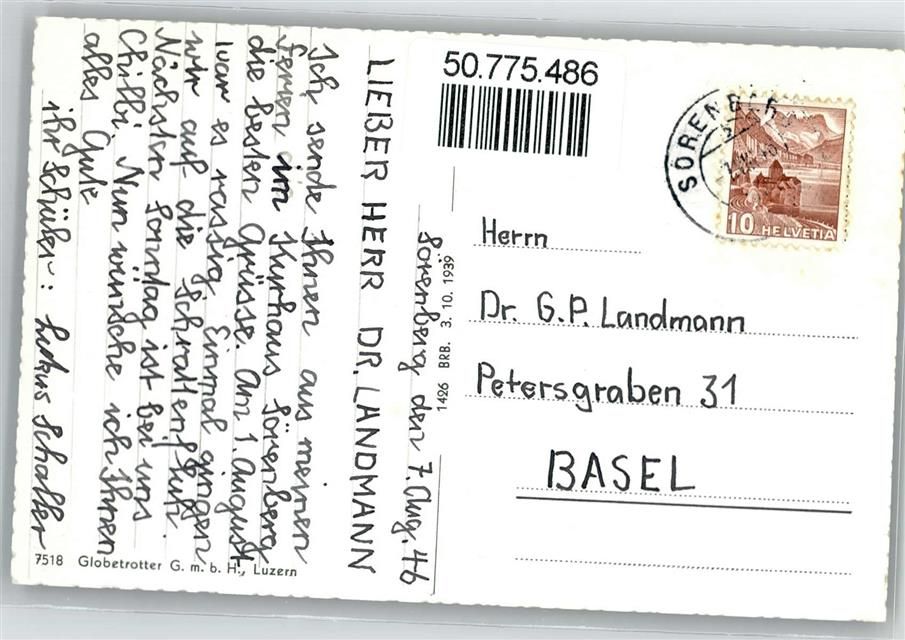 50.775.486
SÖRENBERG
10 HELVETIA
Herrn
Dr. G.P. Landmann
Petersgraben 31
BASEL
1426 BRB. 3.10.1939
Sörenberg den 7. Aug. 46
LIEBER HERR DR. LANDMANN
Ich sende Ihnen aus meinen
ferien im Kurhaus Sörenberg
die besten Grüsse. Am 1. August
war es rassig. Einmal gingen
wir auf die Schrattenfluh.
Nächsten Sonntag ist bei uns
Chilbi. Nun wünsche ich Ihnen
alles Gute
ihr Schüler: Lukus Schaller
7518 Globetrotter G. m. b. H., Luzern